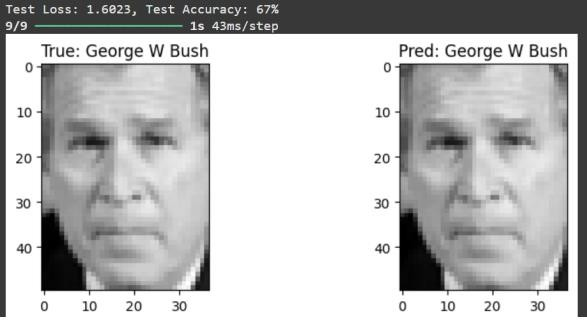 Test Loss: 1.6023, Test Accuracy: 67%
9/9 1s 43ms/step
True: George W Bush Pred: George W Bush
0 0
10 10
20 20
30 30
40 40
0 10 20 30 0 10 20 30